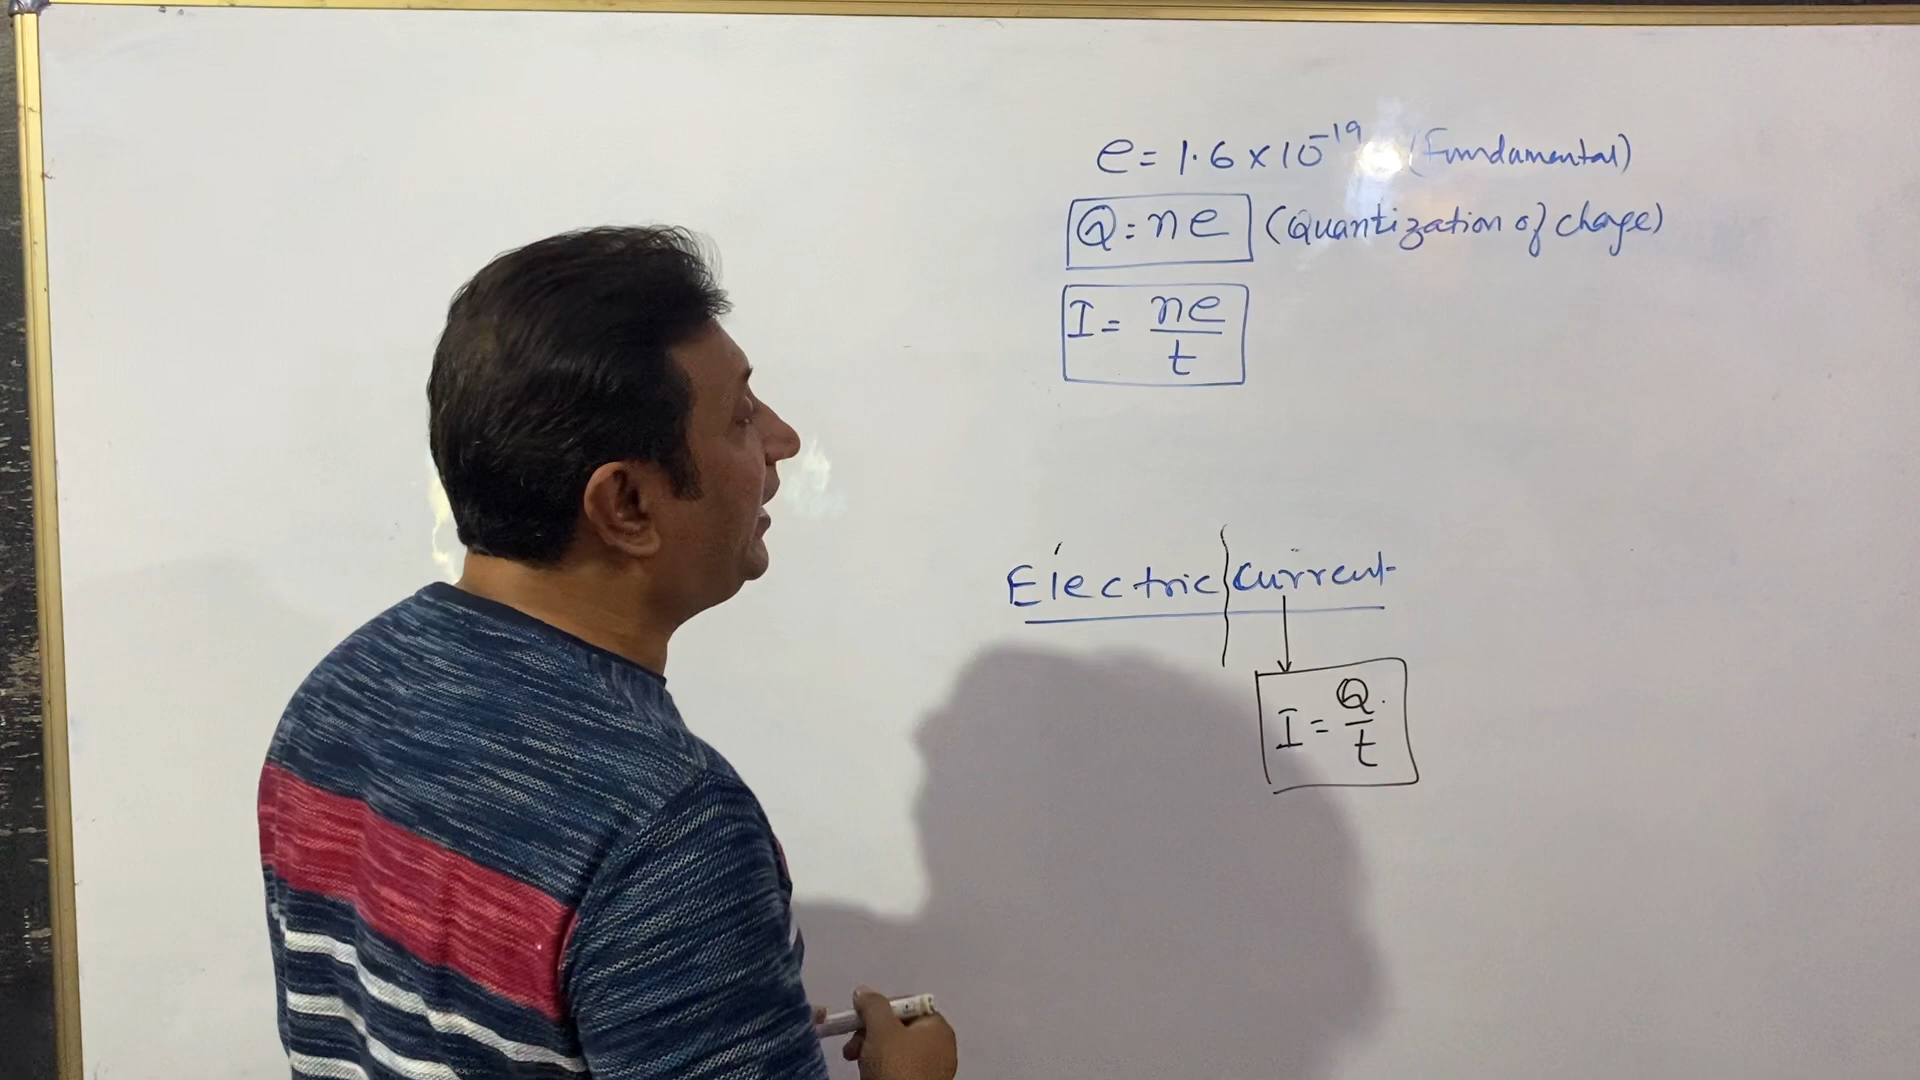 e = 1.6 × 10⁻¹⁹ (Fundamental)
Q = ne (Quantization of charge)
I = ne/t
Electric current
I = Q/t